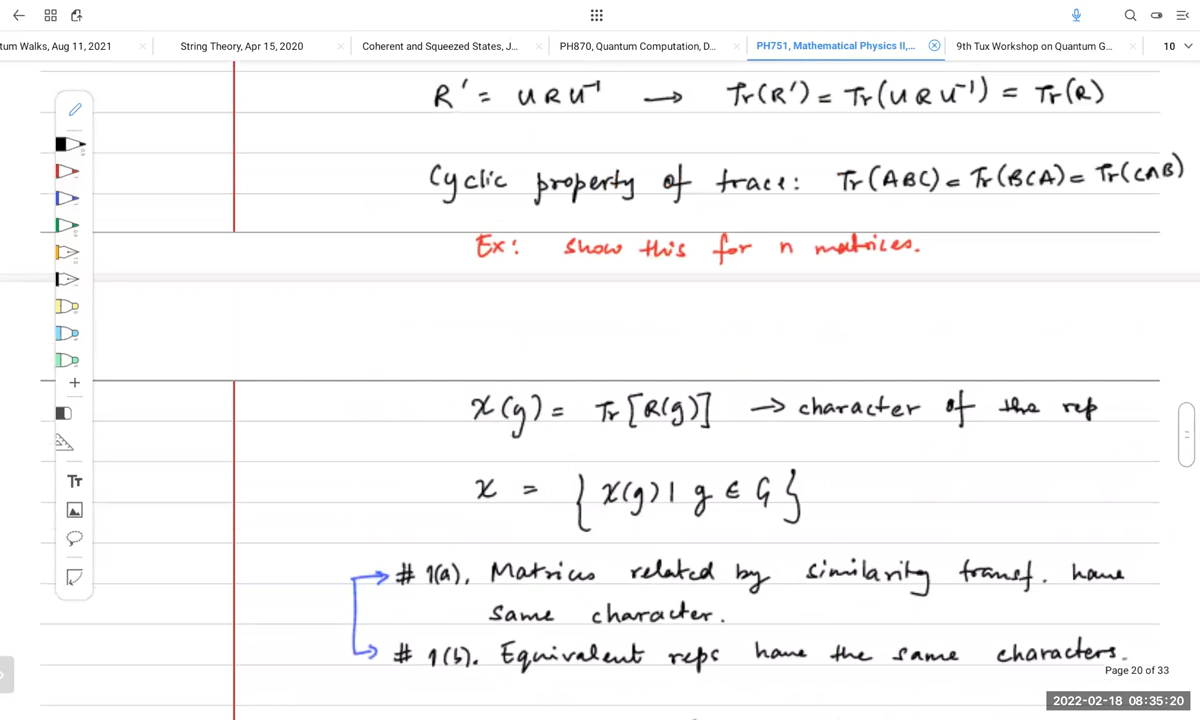 tum Walks, Aug 11, 2021
String Theory, Apr 15, 2020
Coherent and Squeezed States, J...
PH870, Quantum Computation, D...
PH751, Mathematical Physics II,...
9th Tux Workshop on Quantum G...
10
R' = U R U⁻¹ → Tr(R') = Tr(U R U⁻¹) = Tr(R)
Cyclic property of trace: Tr(ABC) = Tr(BCA) = Tr(CAB)
Ex: show this for n matrices.
χ(g) = Tr[R(g)] → character of the rep
χ = { χ(g) | g ∈ G }
# 1(a). Matrices related by similarity transf. have
same character.
# 1(b). Equivalent reps have the same characters.
Tт
Page 20 of 33
2022-02-18 08:35:20